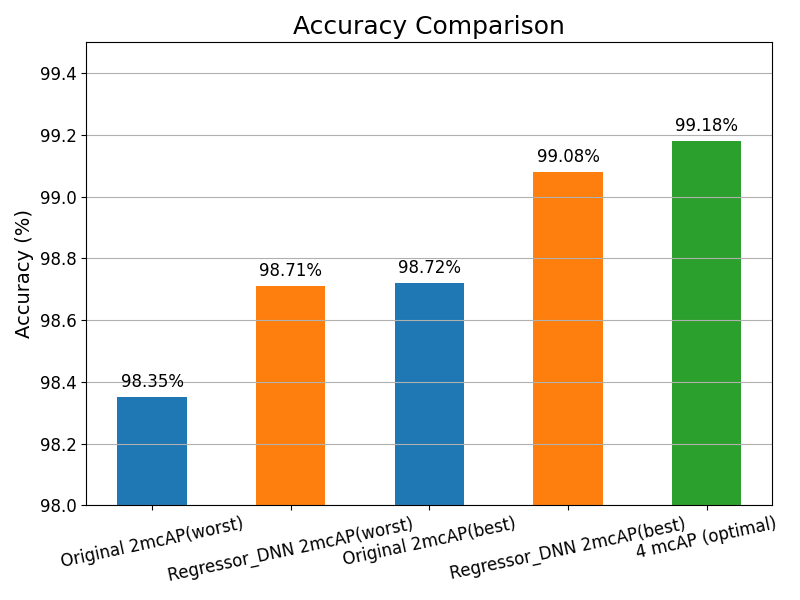 Accuracy Comparison
Accuracy (%)
99.4
99.2
99.0
98.8
98.6
98.4
98.2
98.0
98.35%
98.71%
98.72%
99.08%
99.18%
Original 2mcAP(worst)
Regressor_DNN 2mcAP(worst)
Original 2mcAP(best)
Regressor_DNN 2mcAP(best)
4 mcAP (optimal)